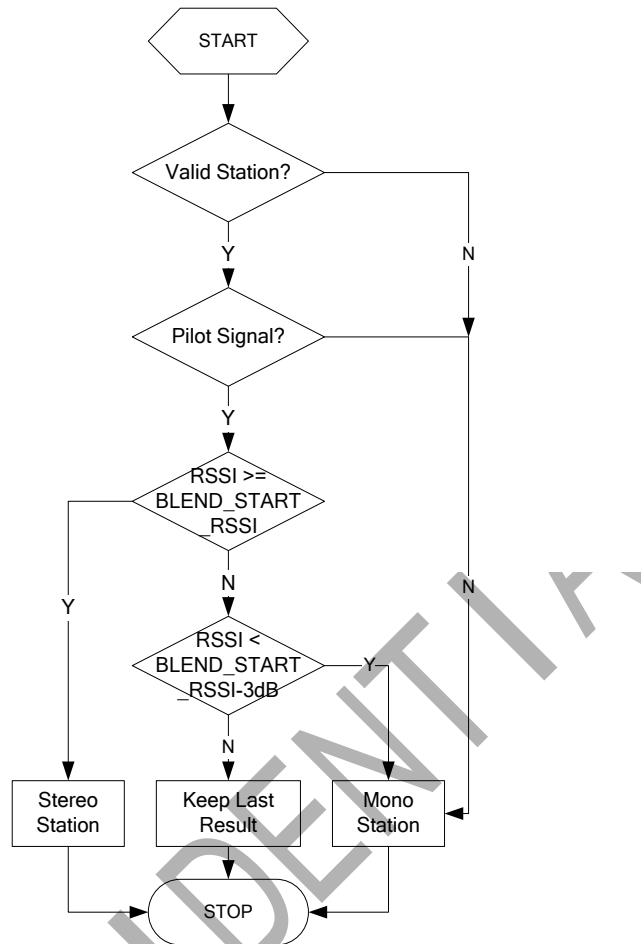 START
Valid Station?
Y
N
Pilot Signal?
Y
RSSI >=
BLEND_START
_RSSI
N
N
Y
RSSI <
BLEND_START
_RSSI-3dB
Y
N
Stereo
Station
Keep Last
Result
Mono
Station
STOP
IDENTIA